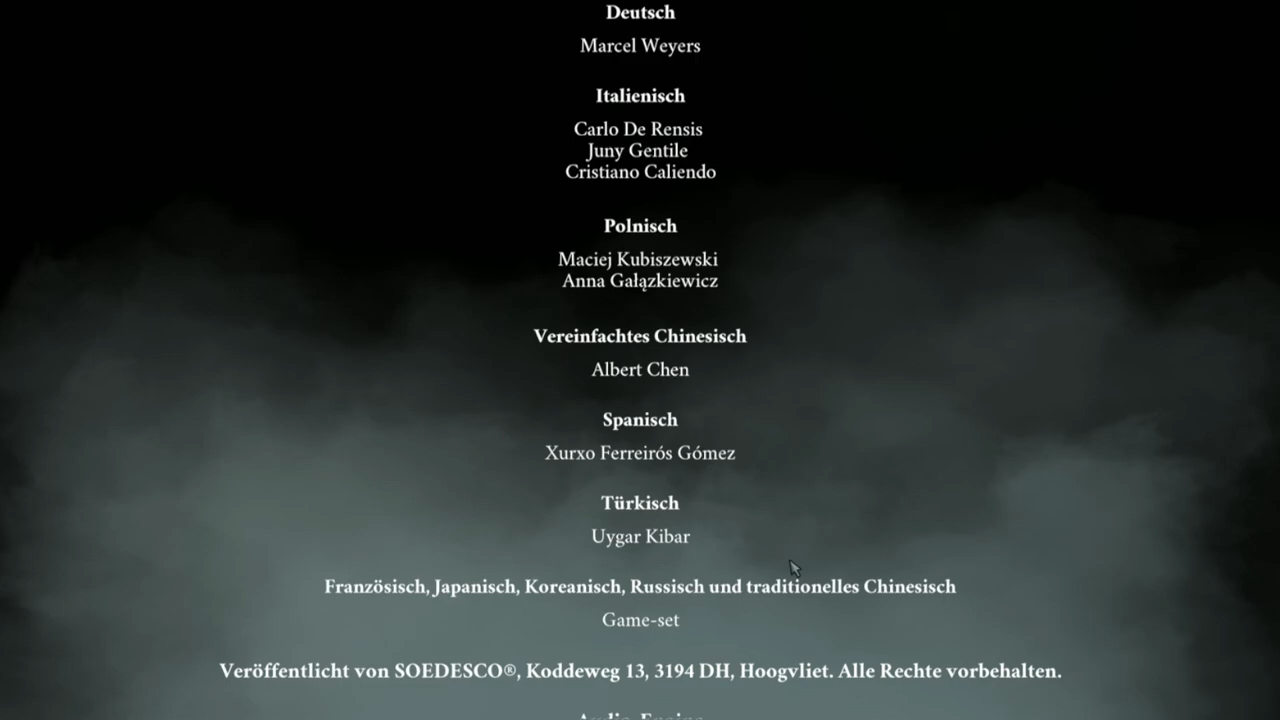 Deutsch
Marcel Weyers
Italienisch
Carlo De Rensis
Juny Gentile
Cristiano Caliendo
Polnisch
Maciej Kubiszewski
Anna Gałązkiewicz
Vereinfachtes Chinesisch
Albert Chen
Spanisch
Xurxo Ferreirós Gómez
Türkisch
Uygar Kibar
Französisch, Japanisch, Koreanisch, Russisch und traditionelles Chinesisch
Game-set
Veröffentlicht von SOEDESCO®, Koddeweg 13, 3194 DH, Hoogvliet. Alle Rechte vorbehalten.